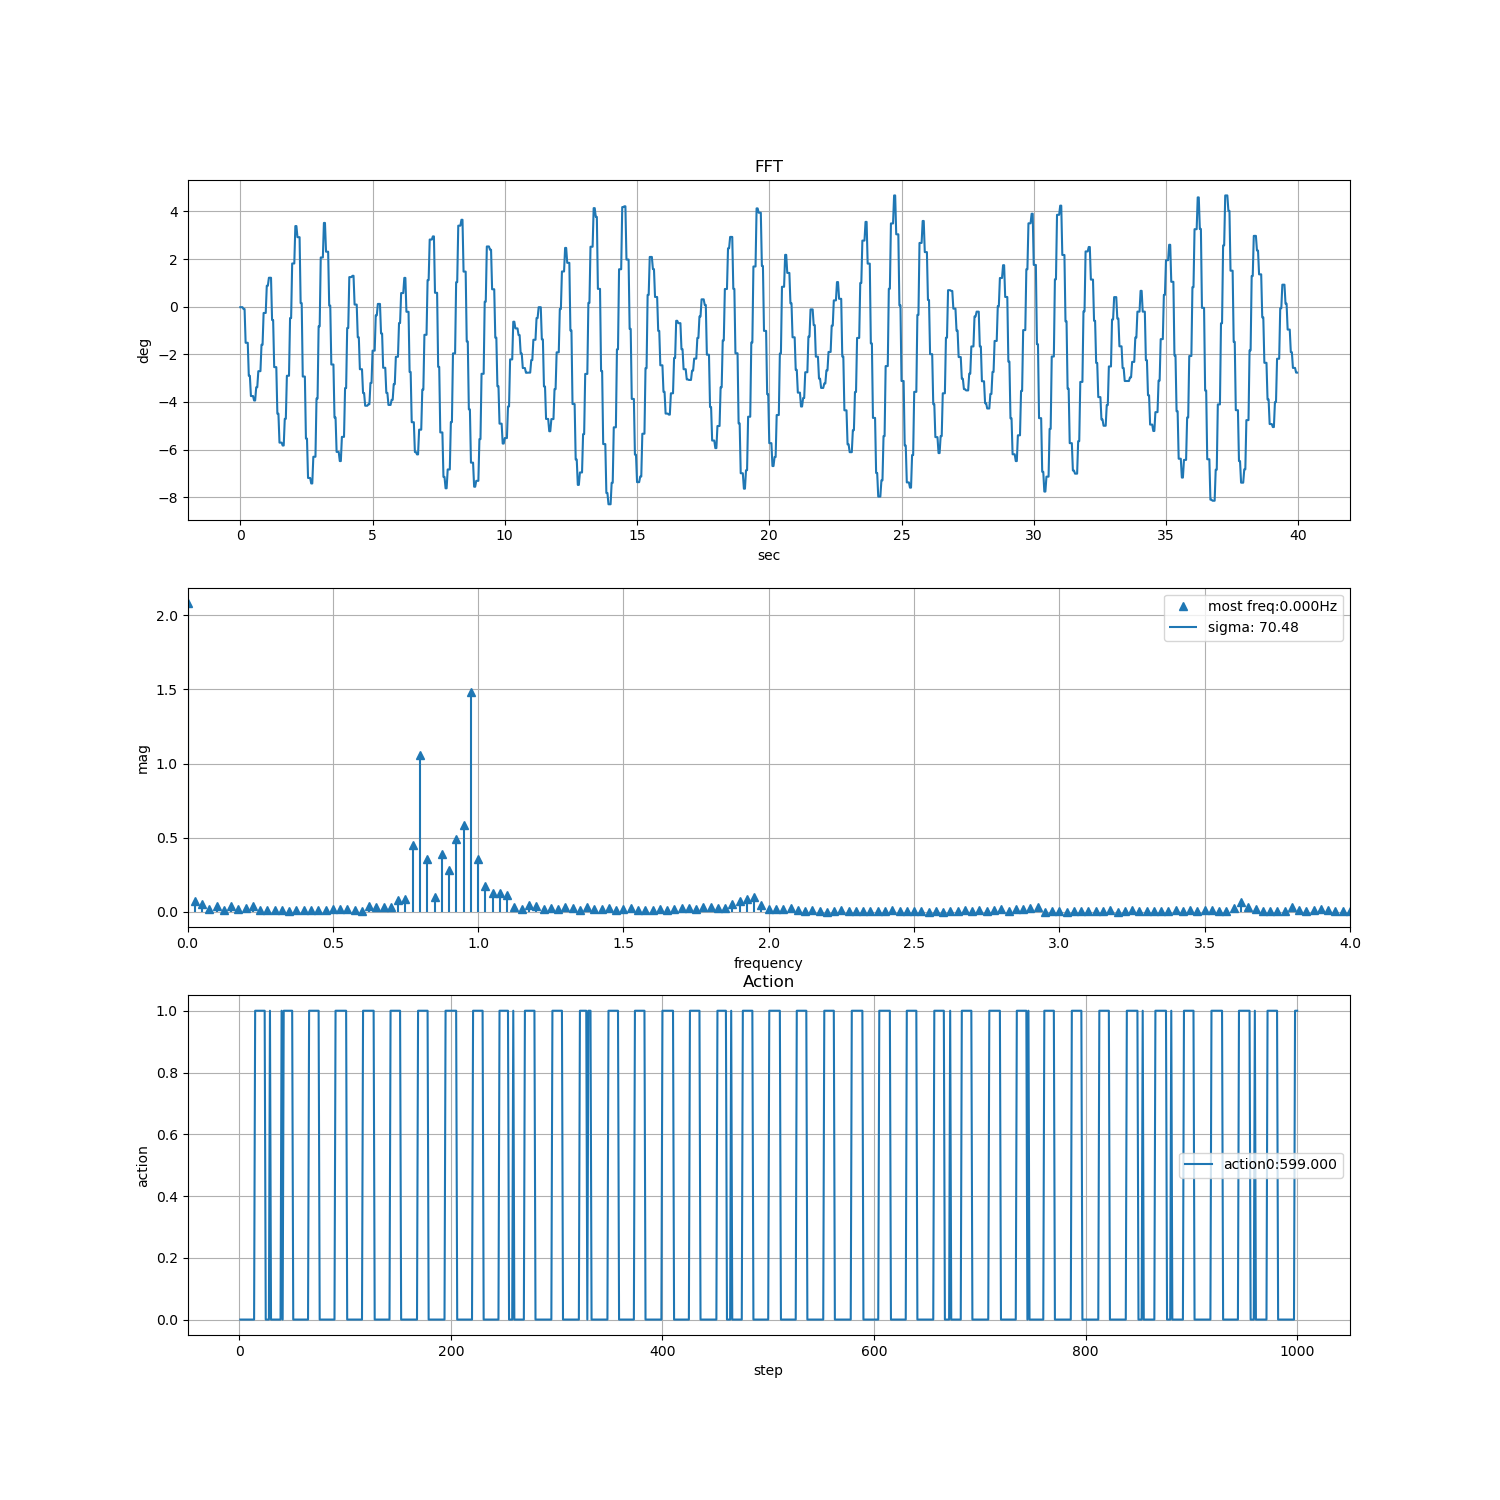 FFT
4
2
0
−2
−4
−6
−8
deg
0 5 10 15 20 25 30 35 40
sec
2.0
1.5
1.0
0.5
0.0
mag
most freq:0.000Hz
sigma: 70.48
0.0 0.5 1.0 1.5 2.0 2.5 3.0 3.5 4.0
frequency
Action
1.0
0.8
0.6
0.4
0.2
0.0
action
action0:599.000
0 200 400 600 800 1000
step